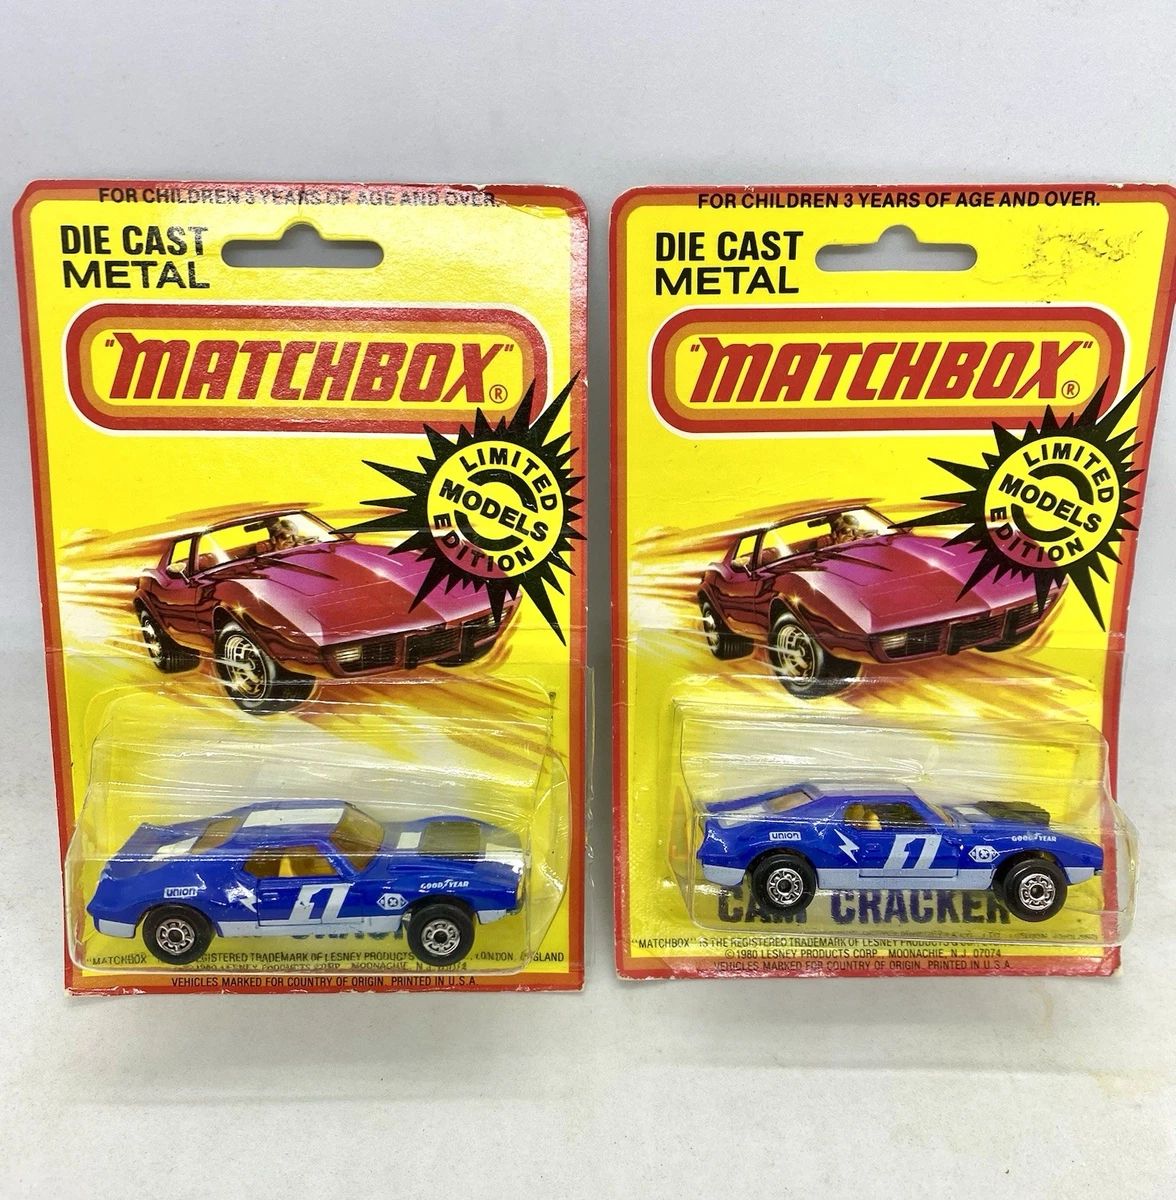 FOR CHILDREN 3 YEARS OF AGE AND OVER.
DIE CAST
METAL
"MATCHBOX"®
LIMITED
MODELS
EDITION
union
1
GOODYEAR
"MATCHBOX IS THE REGISTERED TRADEMARK OF LESNEY PRODUCTS LONDON, ENGLAND
©1980 LESNEY PRODUCTS CORP. MOONACHIE, N.J. 07074
VEHICLES MARKED FOR COUNTRY OF ORIGIN. PRINTED IN U.S.A.
FOR CHILDREN 3 YEARS OF AGE AND OVER.
DIE CAST
METAL
"MATCHBOX"®
LIMITED
MODELS
EDITION
union
1
GOODYEAR
CAM CRACKER
"MATCHBOX" IS THE REGISTERED TRADEMARK OF LESNEY PRODUCTS
©1980 LESNEY PRODUCTS CORP. MOONACHIE, N.J. 07074
VEHICLES MARKED FOR COUNTRY OF ORIGIN. PRINTED IN U.S.A.